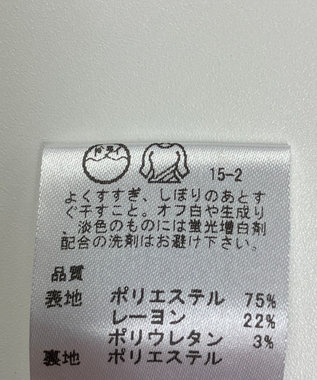 ドライ
15-2
よくすすぎ、しぼりのあとす
ぐ干すこと。オフ白や生成り
、淡色のものには蛍光増白剤
配合の洗剤はお避け下さい。
品質
表地 ポリエステル 75%
レーヨン 22%
ポリウレタン 3%
裏地 ポリエステル